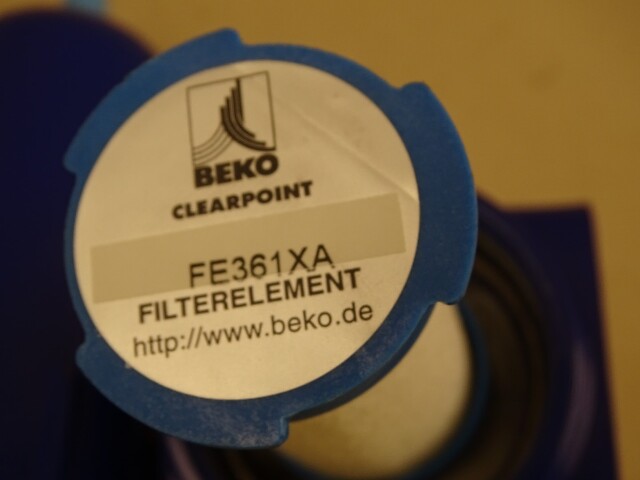 BEKO
CLEARPOINT
FE361XA
FILTERELEMENT
http://www.beko.de